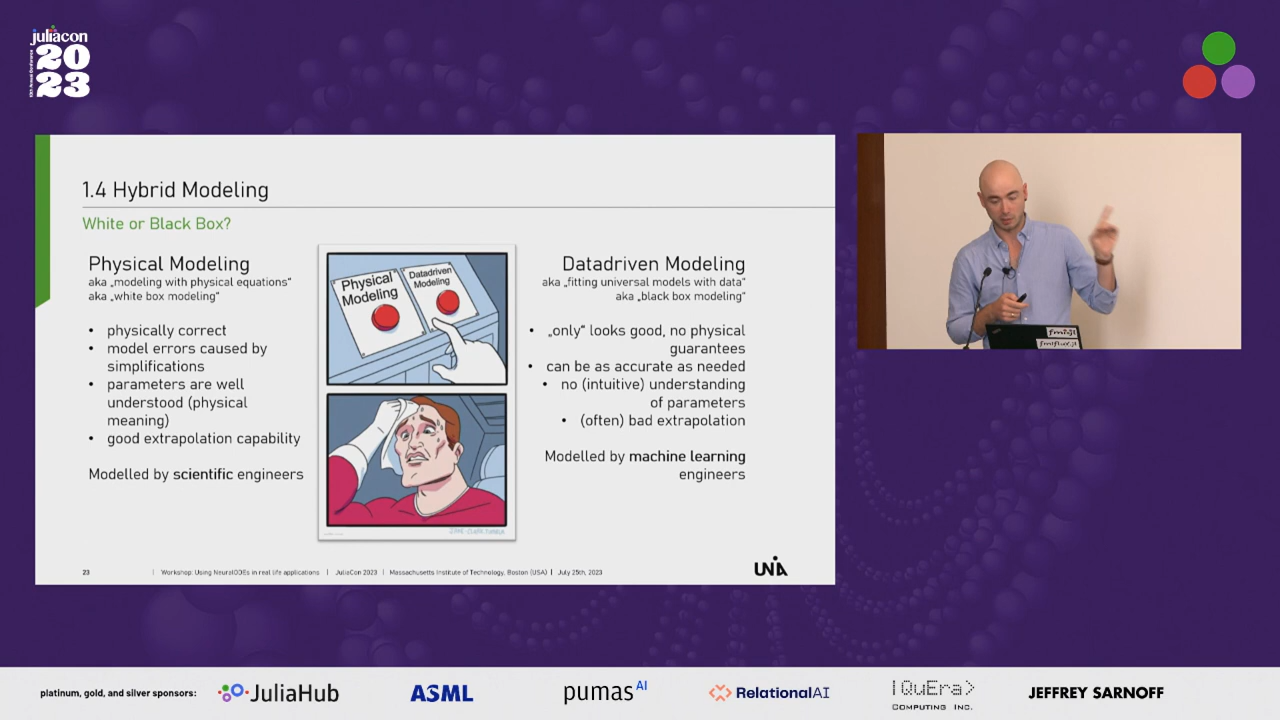 juliacon
20
23
1.4 Hybrid Modeling
White or Black Box?
Physical Modeling
aka „modeling with physical equations“
aka „white box modeling“
• physically correct
• model errors caused by
simplifications
• parameters are well
understood (physical
meaning)
• good extrapolation capability
Modelled by scientific engineers
Physical
Modeling
Datadriven
Modeling
Datadriven Modeling
aka „fitting universal models with data“
aka „black box modeling“
• „only“ looks good, no physical
guarantees
• can be as accurate as needed
• no (intuitive) understanding
of parameters
• (often) bad extrapolation
Modelled by machine learning
engineers
23 | Workshop: Using NeuralODEs in real life applications | JuliaCon 2023 | Massachusetts Institute of Technology, Boston (USA) | July 25th, 2023
UNIA
fmi.jl
fmiflux.jl
platinum, gold, and silver sponsors:
JuliaHub
ASML
pumas AI
RelationalAI
|QuEra>
COMPUTING INC.
JEFFREY SARNOFF